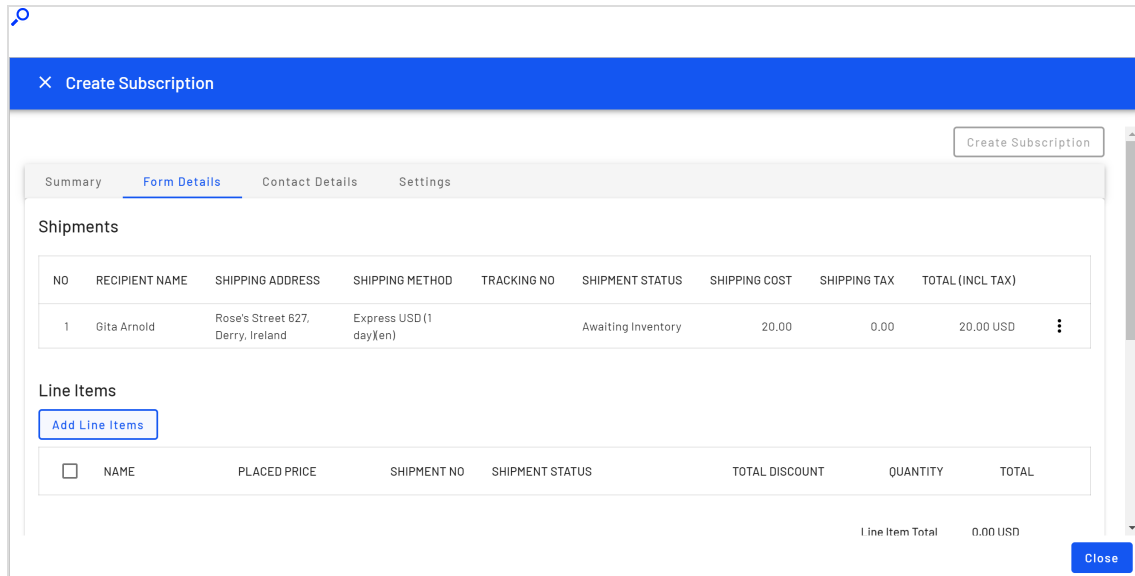 Create Subscription
Create Subscription
Summary Form Details Contact Details Settings
Shipments
NO RECIPIENT NAME SHIPPING ADDRESS SHIPPING METHOD TRACKING NO SHIPMENT STATUS SHIPPING COST SHIPPING TAX TOTAL (INCL TAX)
1 Gita Arnold Rose's Street 627, Express USD (1 Awaiting Inventory 20.00 0.00 20.00 USD
Derry, Ireland day)(en)
Line Items
Add Line Items
NAME PLACED PRICE SHIPMENT NO SHIPMENT STATUS TOTAL DISCOUNT QUANTITY TOTAL
Line Item Total 0.00 USD
Close